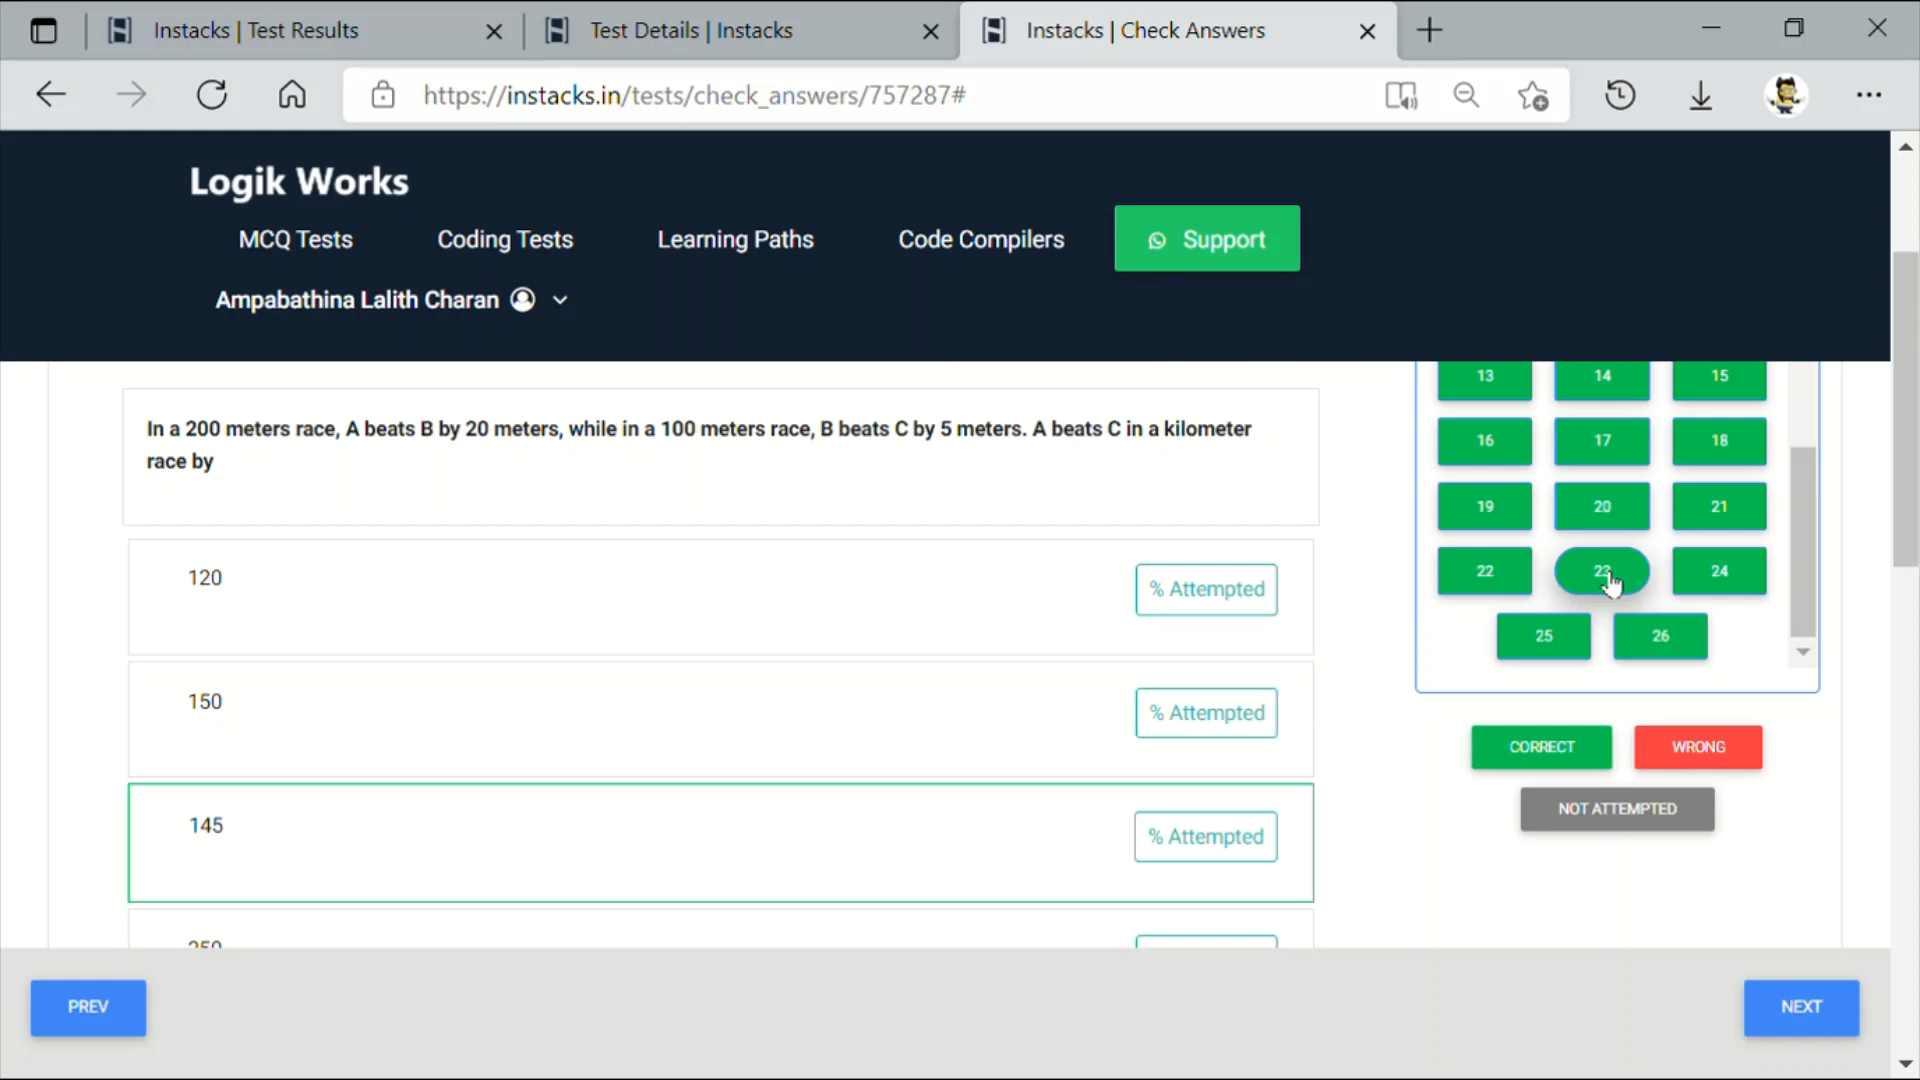 Instacks | Test Results
Test Details | Instacks
Instacks | Check Answers
https://instacks.in/tests/check_answers/757287#
Logik Works
MCQ Tests
Coding Tests
Learning Paths
Code Compilers
Support
Ampabathina Lalith Charan
In a 200 meters race, A beats B by 20 meters, while in a 100 meters race, B beats C by 5 meters. A beats C in a kilometer
race by
120
% Attempted
150
% Attempted
145
% Attempted
250
13
14
15
16
17
18
19
20
21
22
23
24
25
26
CORRECT
WRONG
NOT ATTEMPTED
PREV
NEXT